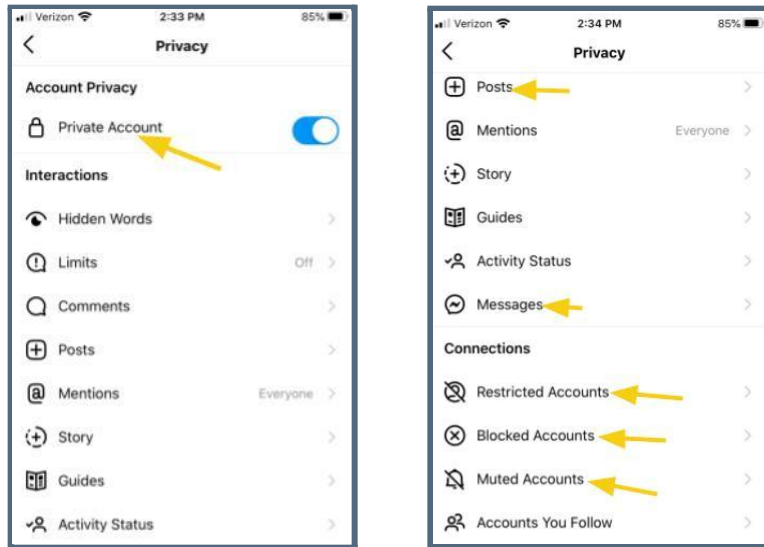 Verizon 2:33 PM 85%
Privacy
Account Privacy
Private Account
Interactions
Hidden Words
Limits Off
Comments
Posts
Mentions Everyone
Story
Guides
Activity Status
Verizon 2:34 PM 85%
Privacy
Posts
Mentions Everyone
Story
Guides
Activity Status
Messages
Connections
Restricted Accounts
Blocked Accounts
Muted Accounts
Accounts You Follow